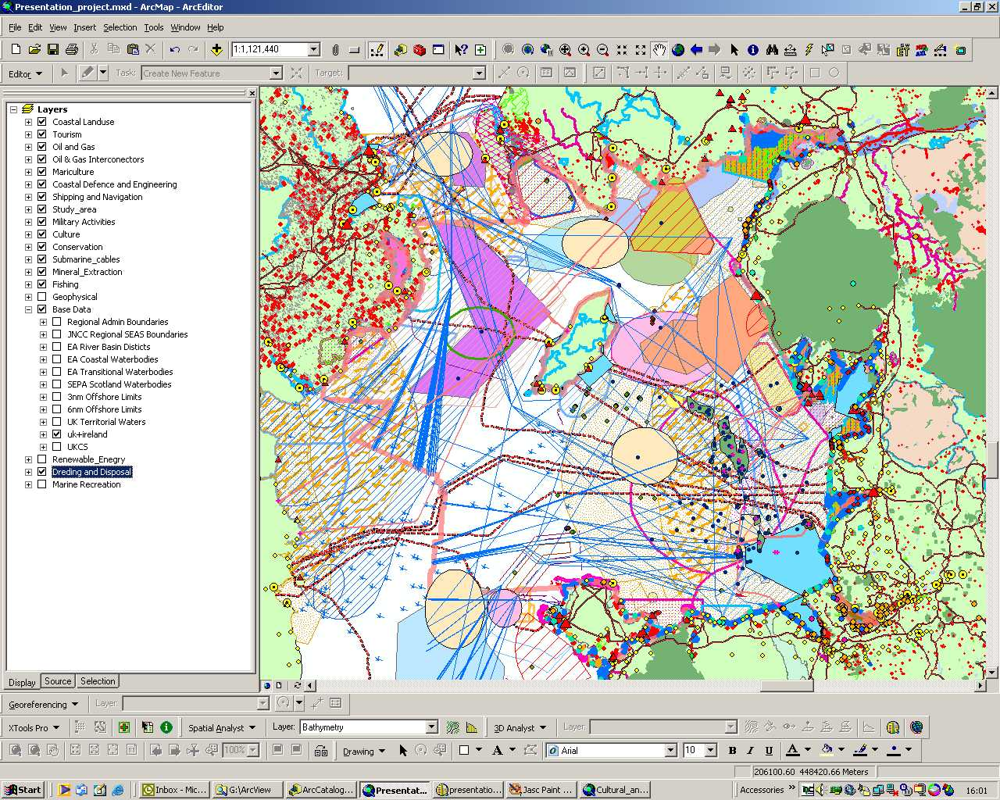 Presentation_project.mxd - ArcMap - ArcEditor
File Edit View Insert Selection Tools Window Help
1:1,121,440
Editor Task: Create New Feature Target:
Layers
Coastal Landuse
Tourism
Oil and Gas
Oil & Gas Interconectors
Mariculture
Coastal Defence and Engineering
Shipping and Navigation
Study_area
Military Activities
Culture
Conservation
Submarine_cables
Mineral_Extraction
Fishing
Geophysical
Base Data
Regional Admin Boundaries
JNCC Regional SEAS Boundaries
EA River Basin Disticts
EA Coastal Waterbodies
EA Transitional Waterbodies
SEPA Scotland Waterbodies
3nm Offshore Limits
6nm Offshore Limits
UK Territorial Waters
uk+ireland
UKCS
Renewable_Enegry
Dreding and Disposal
Marine Recreation
Display Source Selection
Georeferencing Layer:
XTools Pro Spatial Analyst Layer: Bathymetry 3D Analyst Layer:
100% Drawing A Arial 10 B I U A
206100.60 448420.66 Meters
Start Inbox - Mic... G:\ArcView ArcCatalog... Presentat... presentatio... Jasc Paint ... Cultural_an... Accessories » 16:01